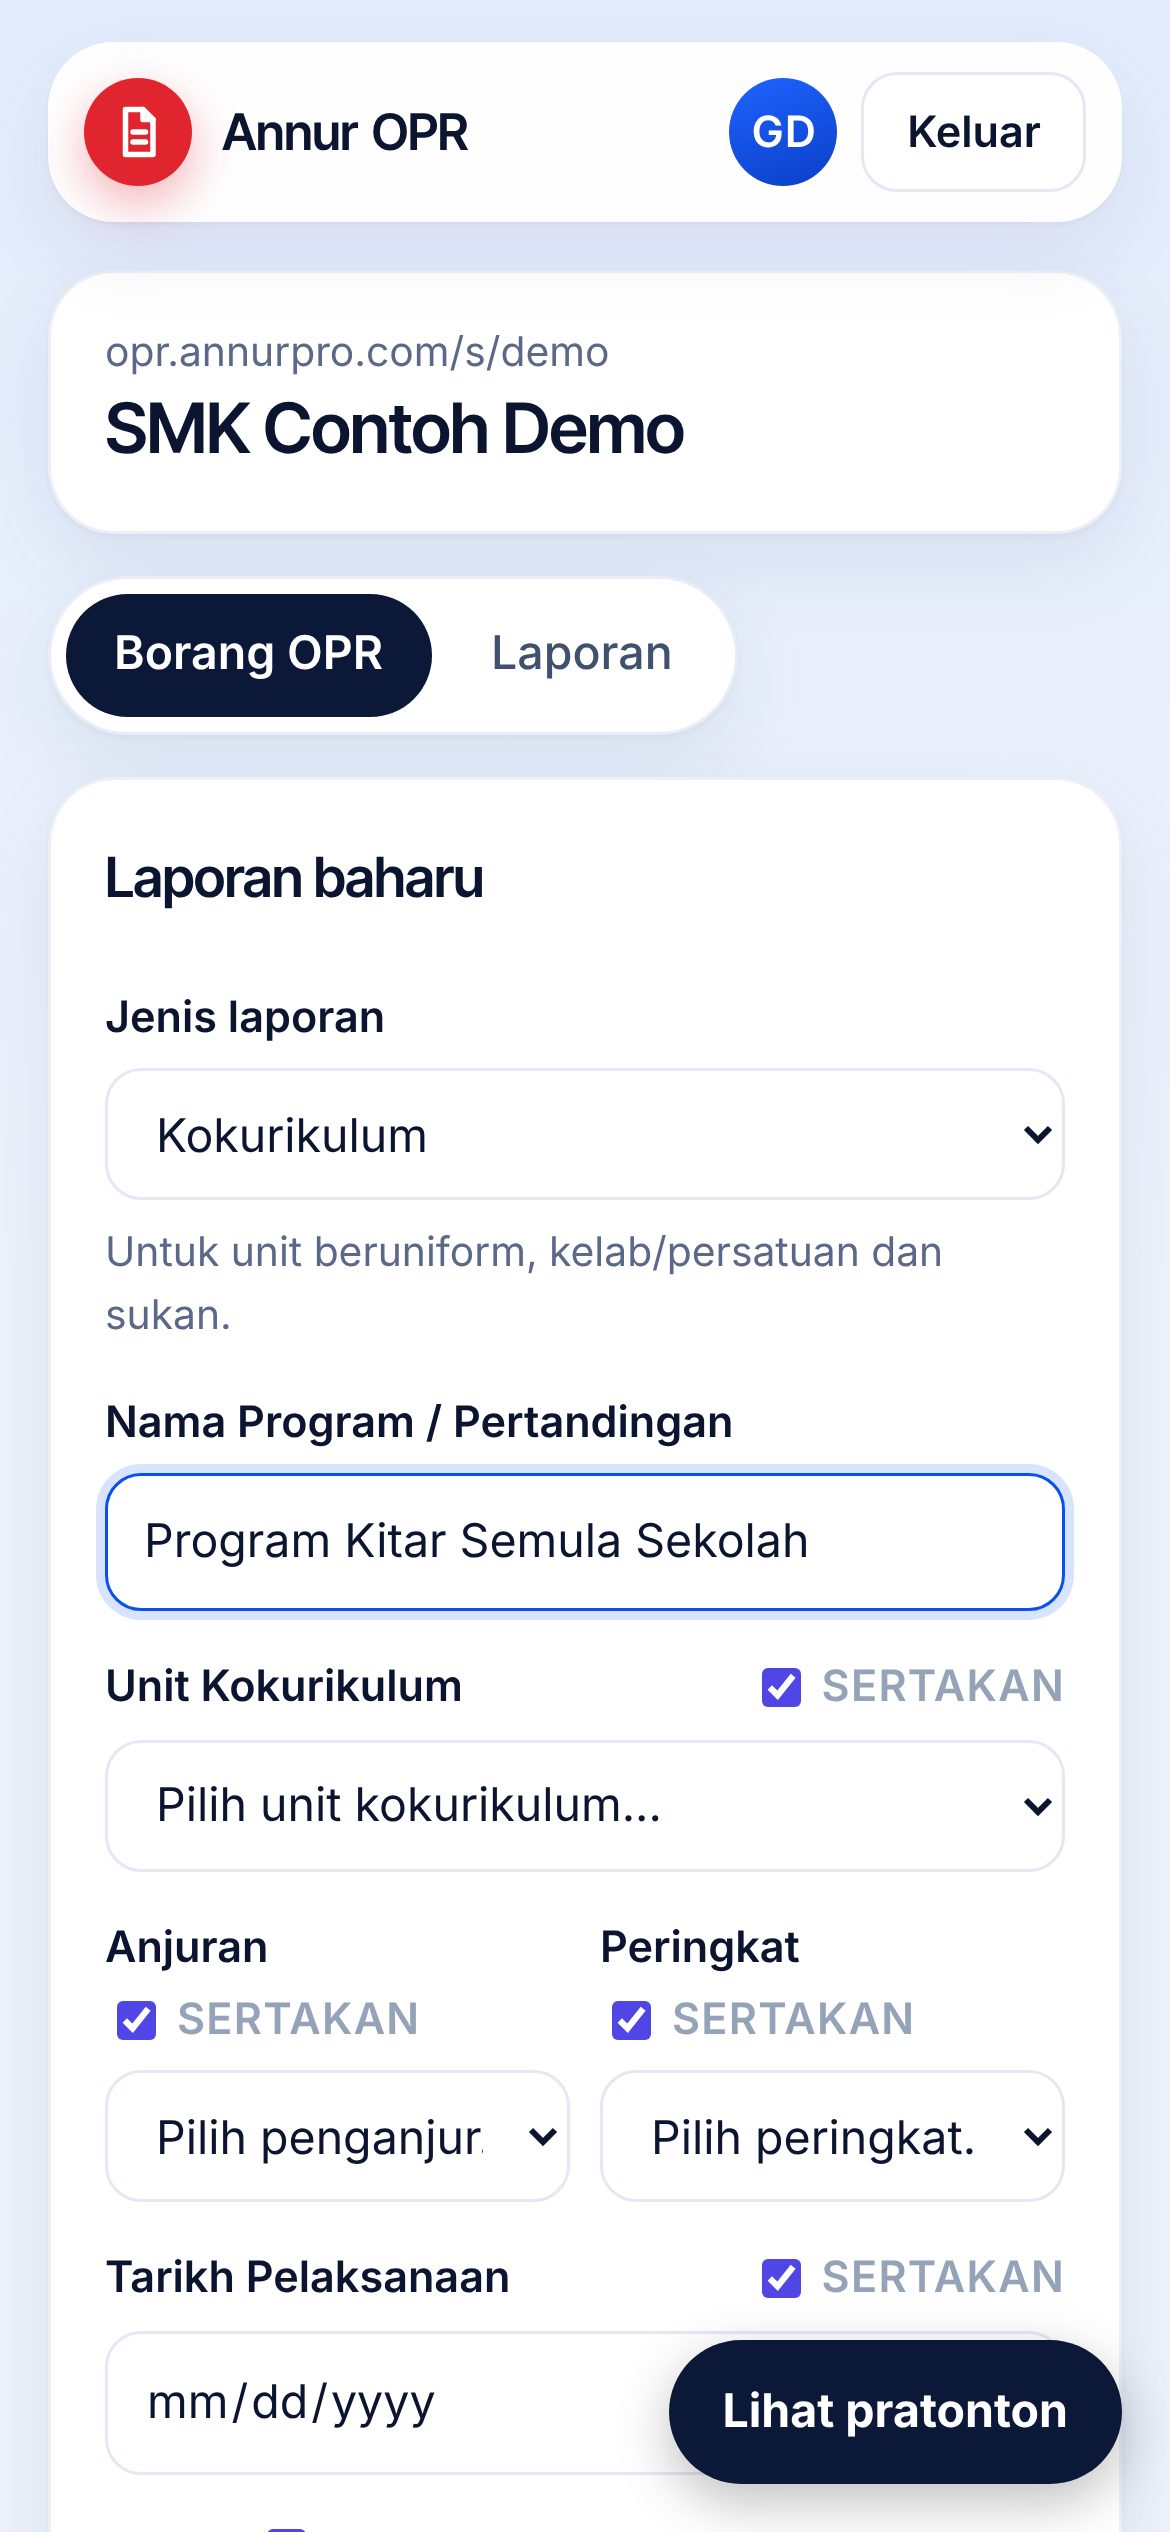 Annur OPR
GD
Keluar
opr.annurpro.com/s/demo
SMK Contoh Demo
Borang OPR
Laporan
Laporan baharu
Jenis laporan
Kokurikulum
Untuk unit beruniform, kelab/persatuan dan
sukan.
Nama Program / Pertandingan
Program Kitar Semula Sekolah
Unit Kokurikulum
SERTAKAN
Pilih unit kokurikulum...
Anjuran
Peringkat
SERTAKAN
SERTAKAN
Pilih penganjur.
Pilih peringkat.
Tarikh Pelaksanaan
SERTAKAN
mm/dd/yyyy
Lihat pratonton